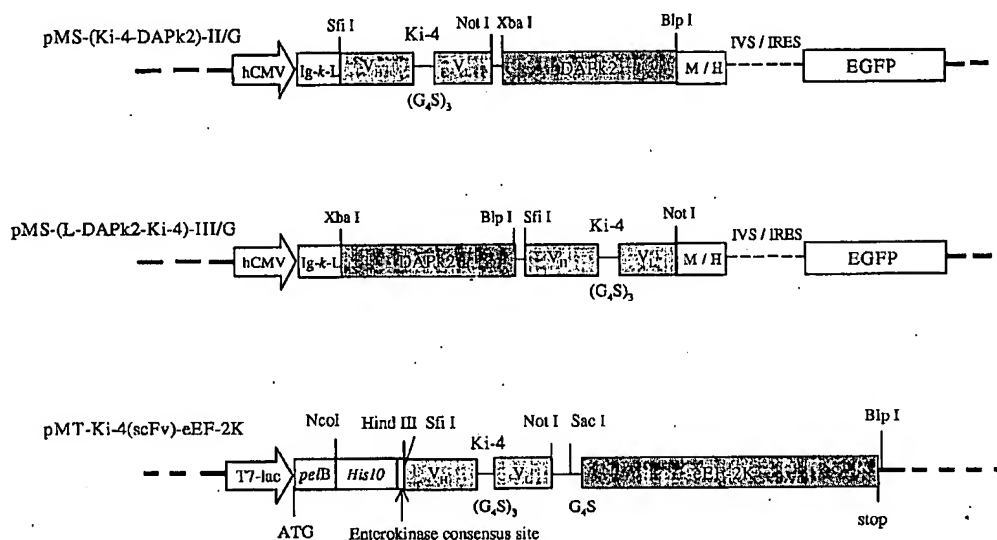 pMS-(Ki-4-DAPk2)-II/G
Sfi I Ki-4 Not I Xba I Blp I IVS / IRES
hCMV Ig-k-L VH VL DAPk2 M / H EGFP
(G₄S)₃
pMS-(L-DAPk2-Ki-4)-III/G
Xba I Blp I Sfi I Ki-4 Not I IVS / IRES
hCMV Ig-k-L DAPk2 VH VL M / H EGFP
(G₄S)₃
pMT-Ki-4(scFv)-eEF-2K
NcoI Hind III Sfi I Ki-4 Not I Sac I Blp I
T7-lac pelB His10 VH VL eEF-2K
(G₄S)₃ G₄S
ATG Enterokinase consensus site stop